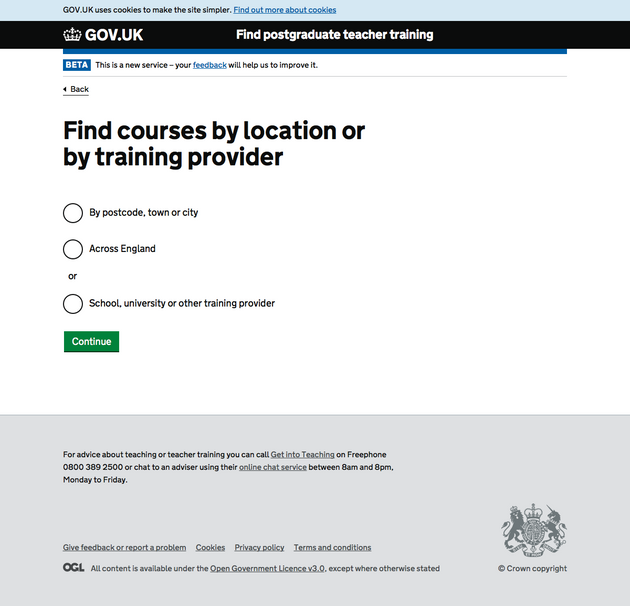 GOV.UK uses cookies to make the site simpler. Find out more about cookies
GOV.UK Find postgraduate teacher training
BETA This is a new service – your feedback will help us to improve it.
Back
Find courses by location or
by training provider
By postcode, town or city
Across England
or
School, university or other training provider
Continue
For advice about teaching or teacher training you can call Get into Teaching on Freephone
0800 389 2500 or chat to an adviser using their online chat service between 8am and 8pm,
Monday to Friday.
Give feedback or report a problem Cookies Privacy policy Terms and conditions
OGL All content is available under the Open Government Licence v3.0, except where otherwise stated
© Crown copyright